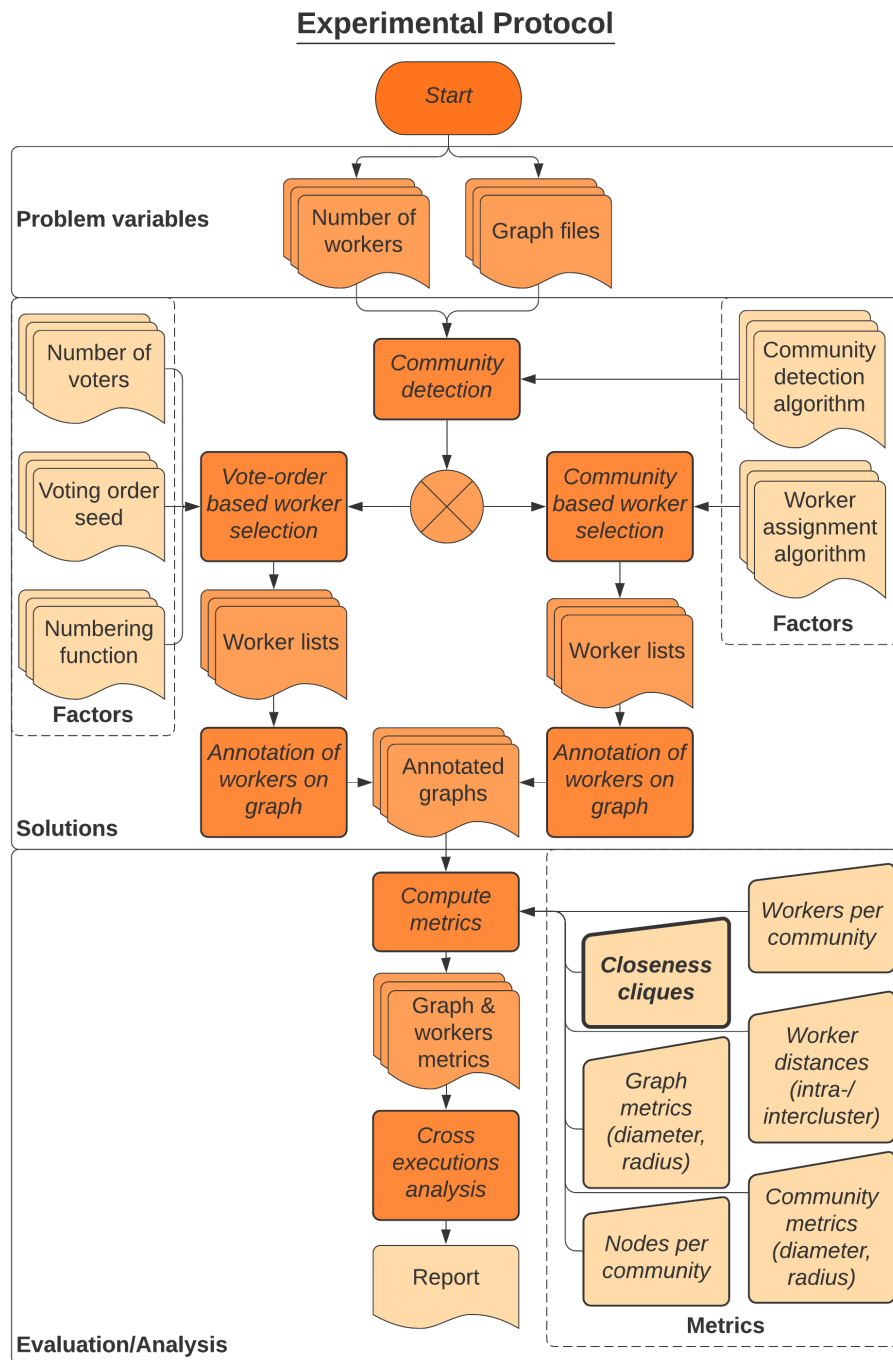 Experimental Protocol
Start
Problem variables
Number of
workers
Graph files
Number of
voters
Voting order
seed
Numbering
function
Factors
Community
detection
Community
detection
algorithm
Worker
assignment
algorithm
Factors
Vote-order
based worker
selection
Community
based worker
selection
Worker lists
Worker lists
Annotation of
workers on
graph
Annotated
graphs
Annotation of
workers on
graph
Solutions
Compute
metrics
Workers per
community
Closeness
cliques
Graph &
workers
metrics
Worker
distances
(intra-/
intercluster)
Graph
metrics
(diameter,
radius)
Cross
executions
analysis
Community
metrics
(diameter,
radius)
Nodes per
community
Report
Metrics
Evaluation/Analysis